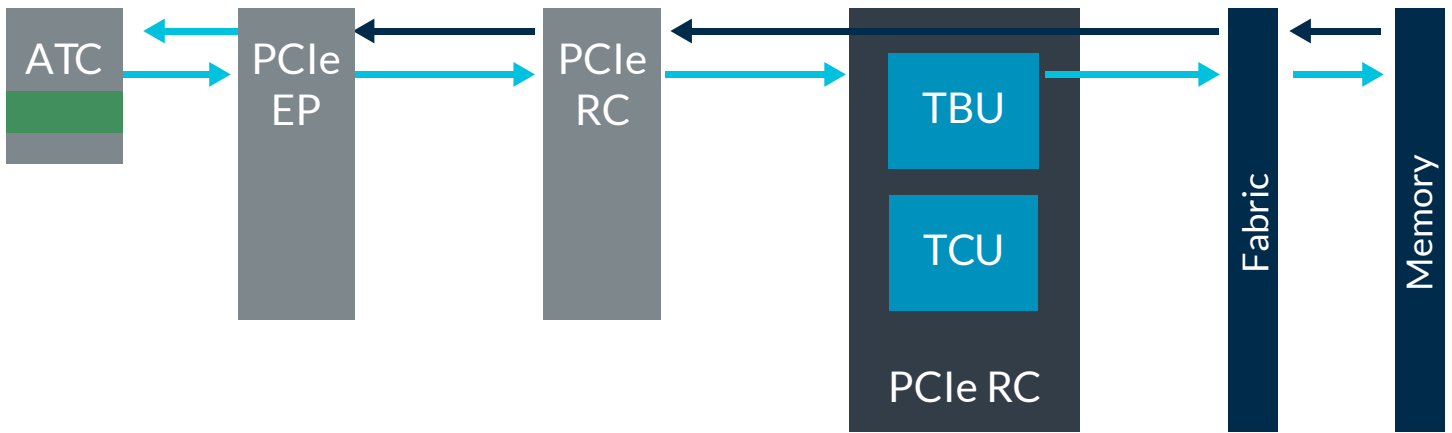 ATC
PCIe
EP
PCIe
RC
TBU
TCU
PCIe RC
Fabric
Memory